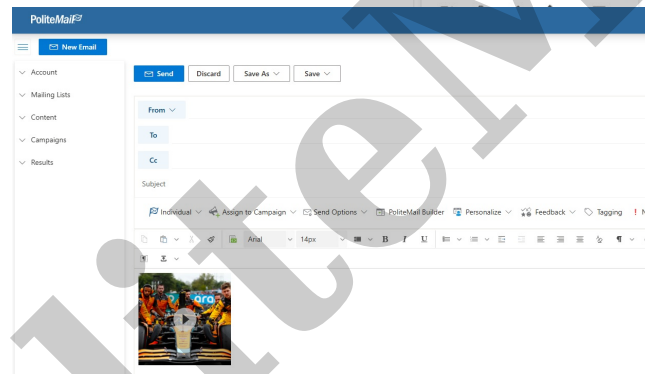 PoliteMail
New Email
Account
Mailing Lists
Content
Campaigns
Results
Send Discard Save As Save
From
To
Cc
Subject
Individual Assign to Campaign Send Options PoliteMail Builder Personalize Feedback Tagging ! N
Arial 14px B I U
ara